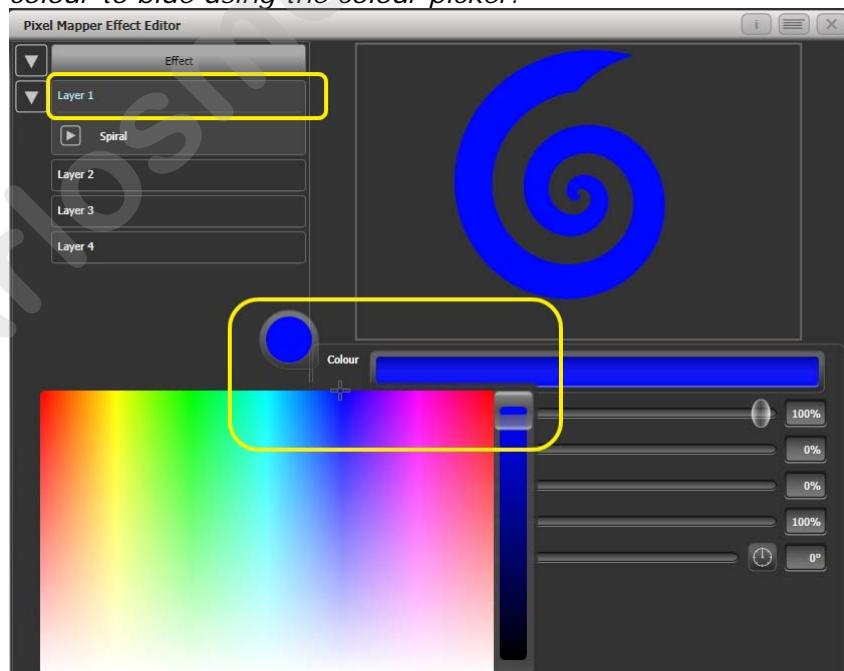 colour to blue using the colour picker:
Pixel Mapper Effect Editor
Effect
Layer 1
Spiral
Layer 2
Layer 3
Layer 4
Colour
100%
0%
0%
100%
0°